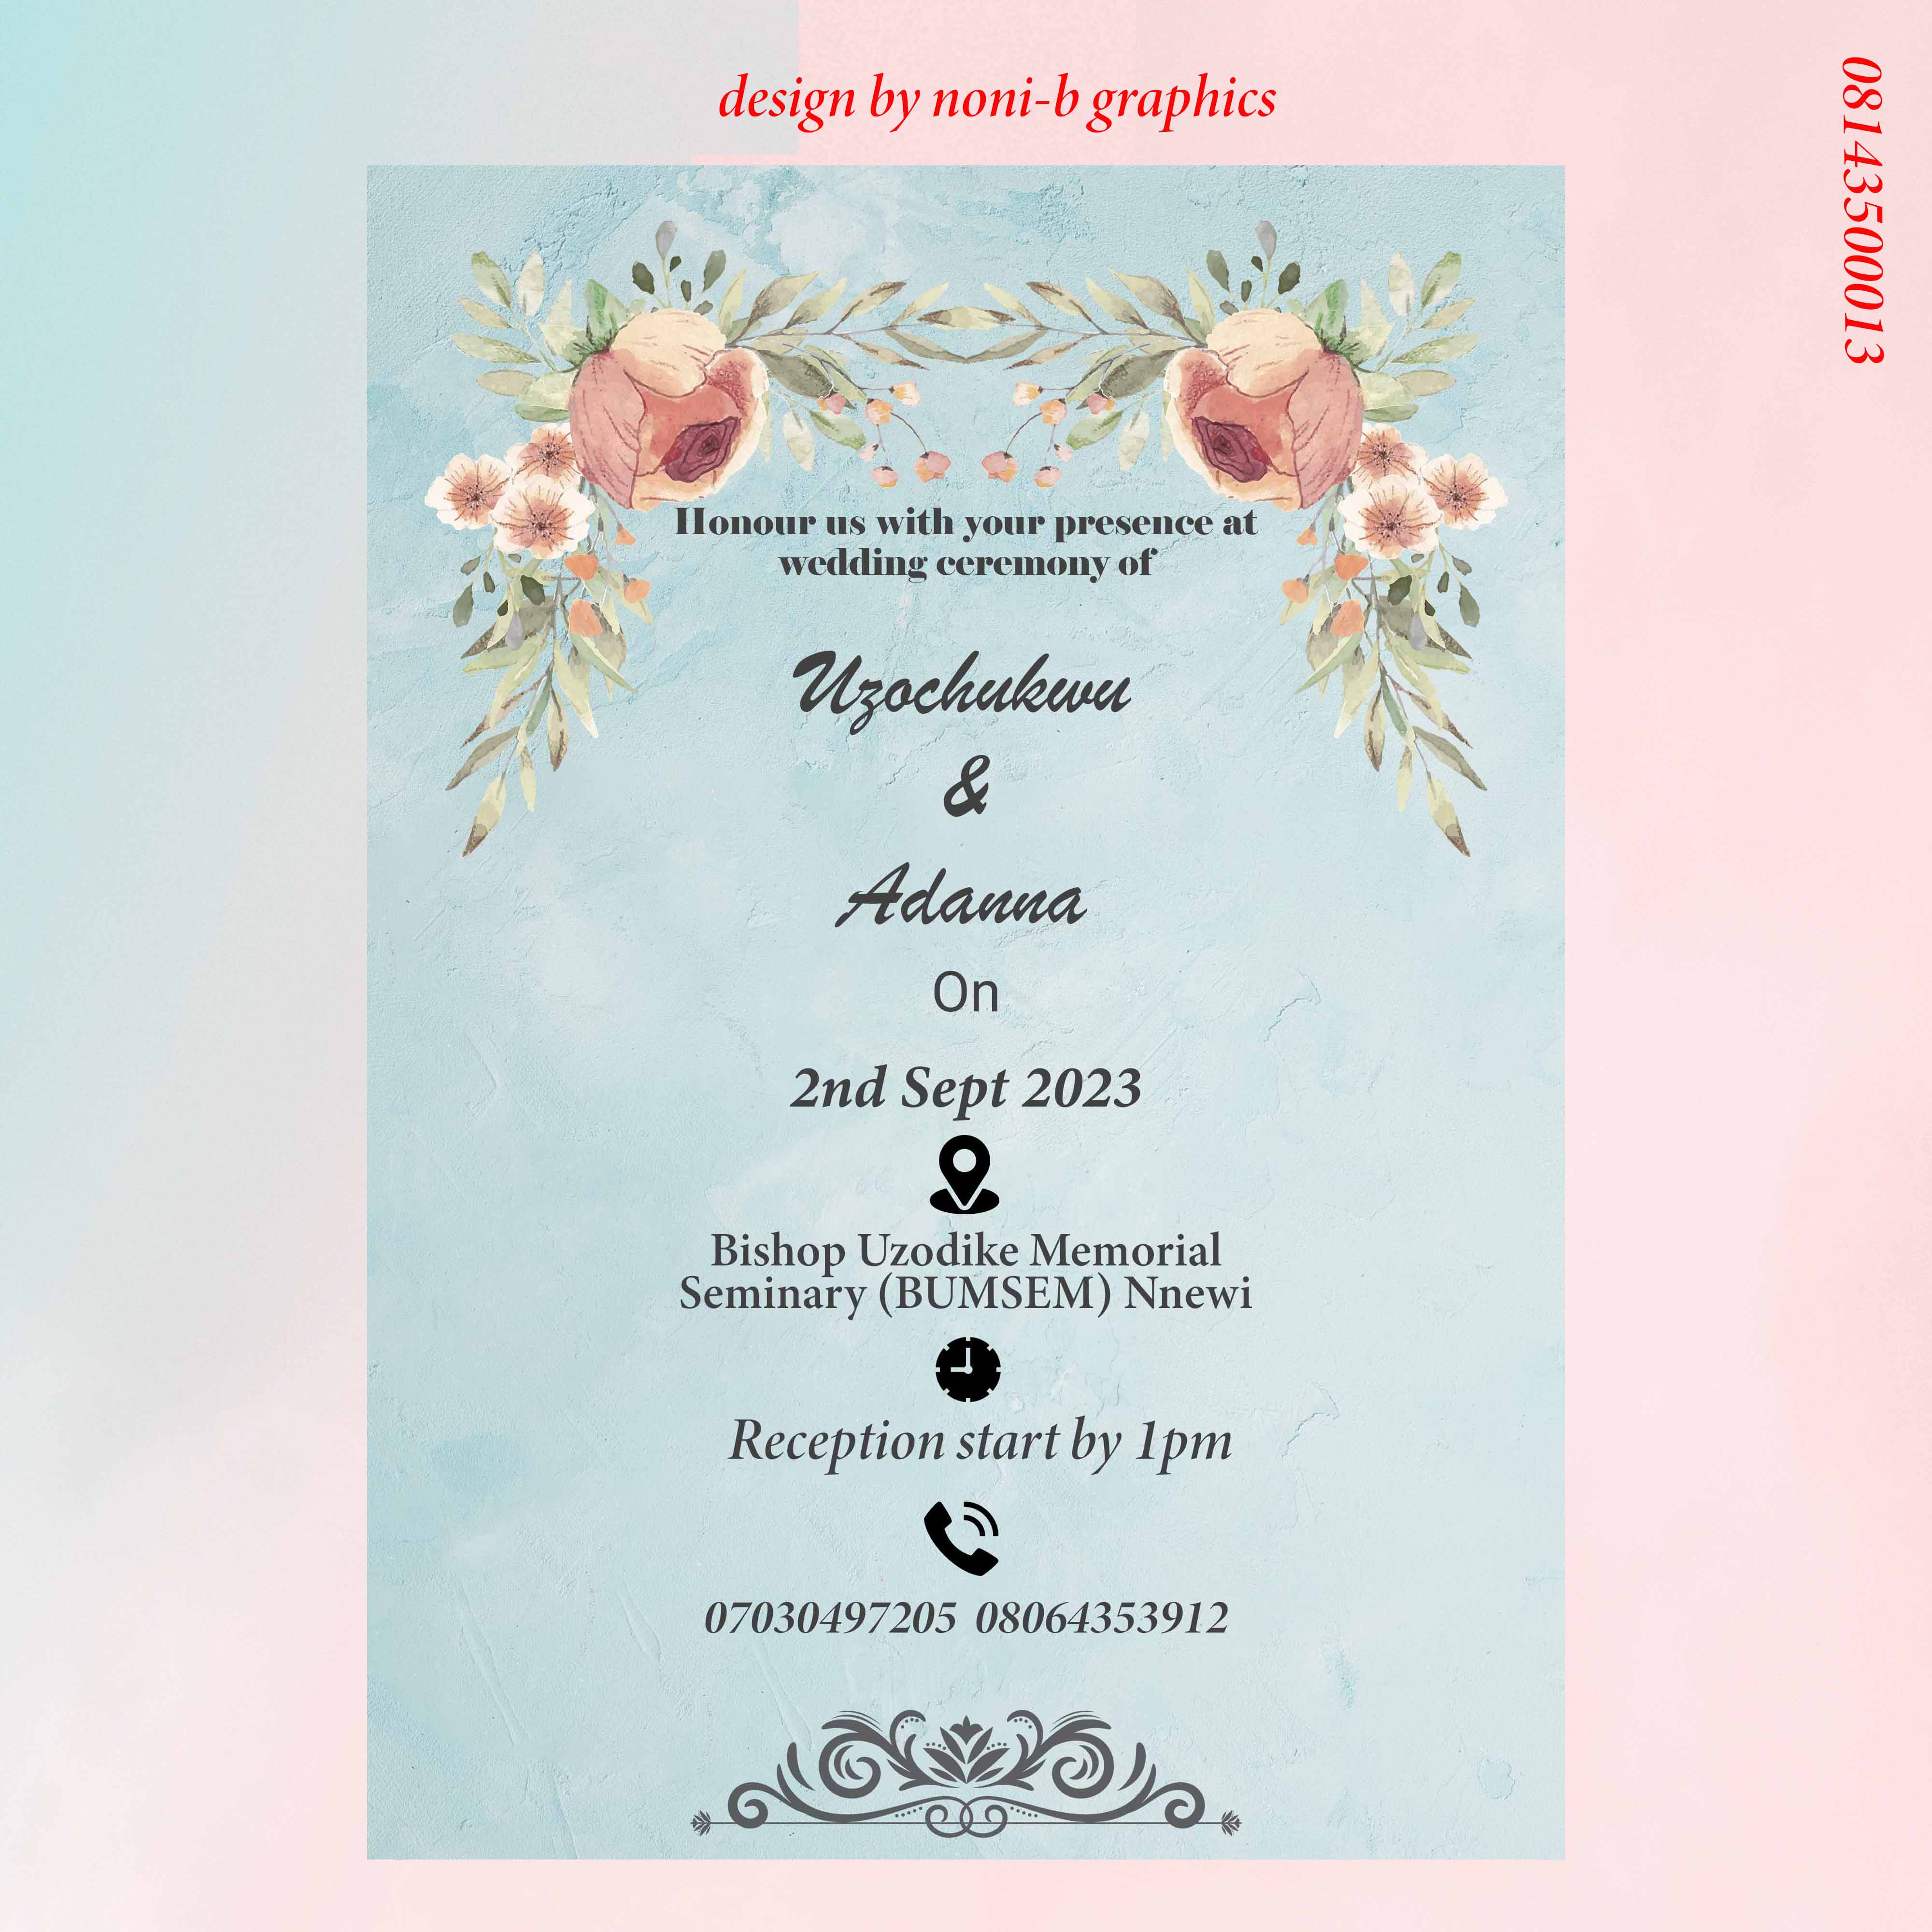 design by noni-b graphics
08143500013
Honour us with your presence at
wedding ceremony of
Uzochukwu
&
Adanna
On
2nd Sept 2023
Bishop Uzodike Memorial
Seminary (BUMSEM) Nnewi
Reception start by 1pm
07030497205 08064353912